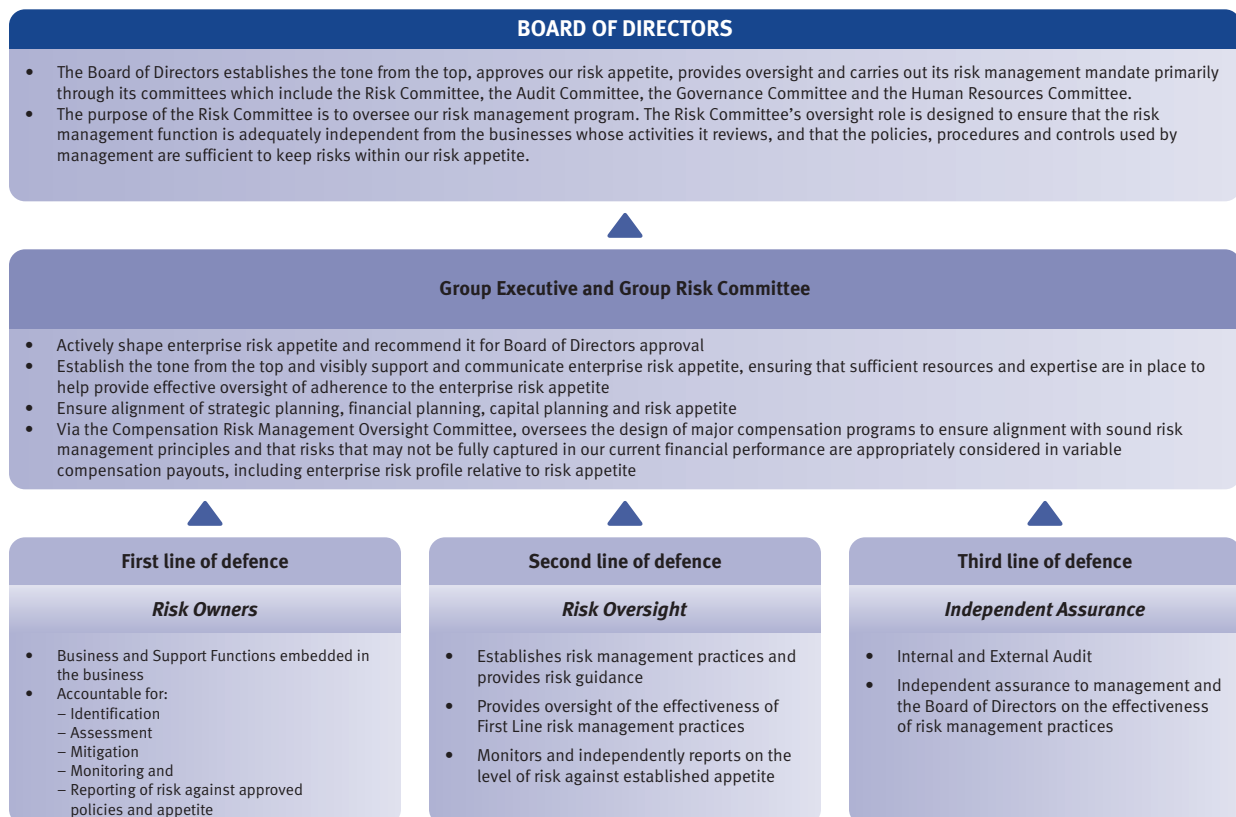 BOARD OF DIRECTORS
• The Board of Directors establishes the tone from the top, approves our risk appetite, provides oversight and carries out its risk management mandate primarily
through its committees which include the Risk Committee, the Audit Committee, the Governance Committee and the Human Resources Committee.
• The purpose of the Risk Committee is to oversee our risk management program. The Risk Committee’s oversight role is designed to ensure that the risk
management function is adequately independent from the businesses whose activities it reviews, and that the policies, procedures and controls used by
management are sufficient to keep risks within our risk appetite.
Group Executive and Group Risk Committee
• Actively shape enterprise risk appetite and recommend it for Board of Directors approval
• Establish the tone from the top and visibly support and communicate enterprise risk appetite, ensuring that sufficient resources and expertise are in place to
help provide effective oversight of adherence to the enterprise risk appetite
• Ensure alignment of strategic planning, financial planning, capital planning and risk appetite
• Via the Compensation Risk Management Oversight Committee, oversees the design of major compensation programs to ensure alignment with sound risk
management principles and that risks that may not be fully captured in our current financial performance are appropriately considered in variable
compensation payouts, including enterprise risk profile relative to risk appetite
First line of defence
Risk Owners
• Business and Support Functions embedded in
the business
• Accountable for:
– Identification
– Assessment
– Mitigation
– Monitoring and
– Reporting of risk against approved
policies and appetite
Second line of defence
Risk Oversight
• Establishes risk management practices and
provides risk guidance
• Provides oversight of the effectiveness of
First Line risk management practices
• Monitors and independently reports on the
level of risk against established appetite
Third line of defence
Independent Assurance
• Internal and External Audit
• Independent assurance to management and
the Board of Directors on the effectiveness
of risk management practices